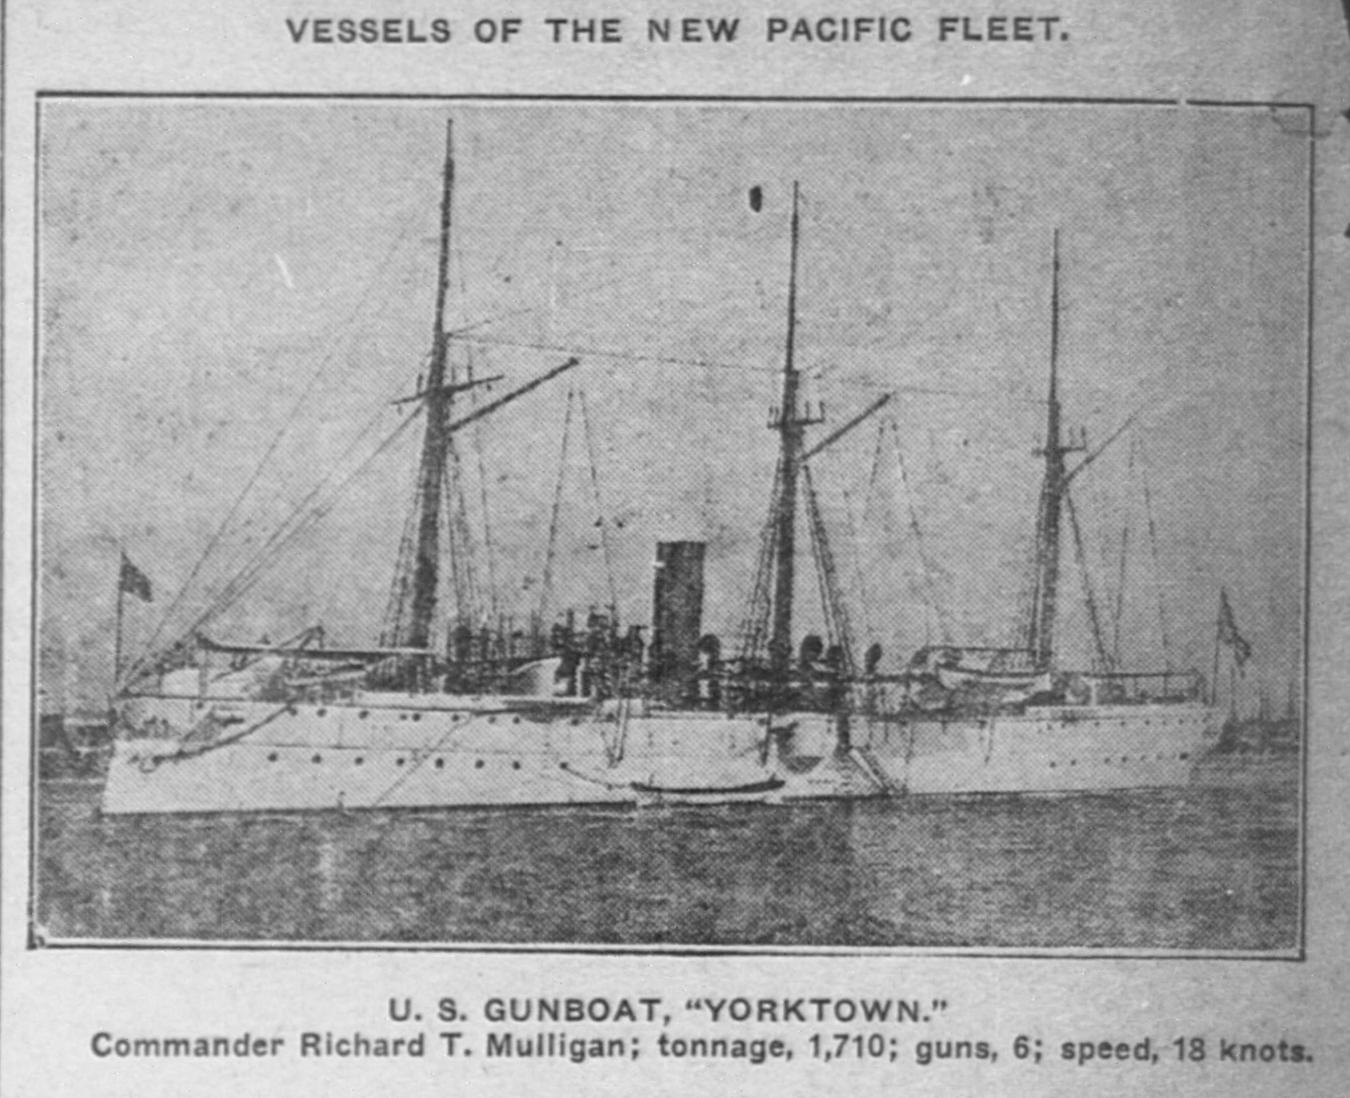 VESSELS OF THE NEW PACIFIC FLEET.
U. S. GUNBOAT, “YORKTOWN.”
Commander Richard T. Mulligan; tonnage, 1,710; guns, 6; speed, 18 knots.